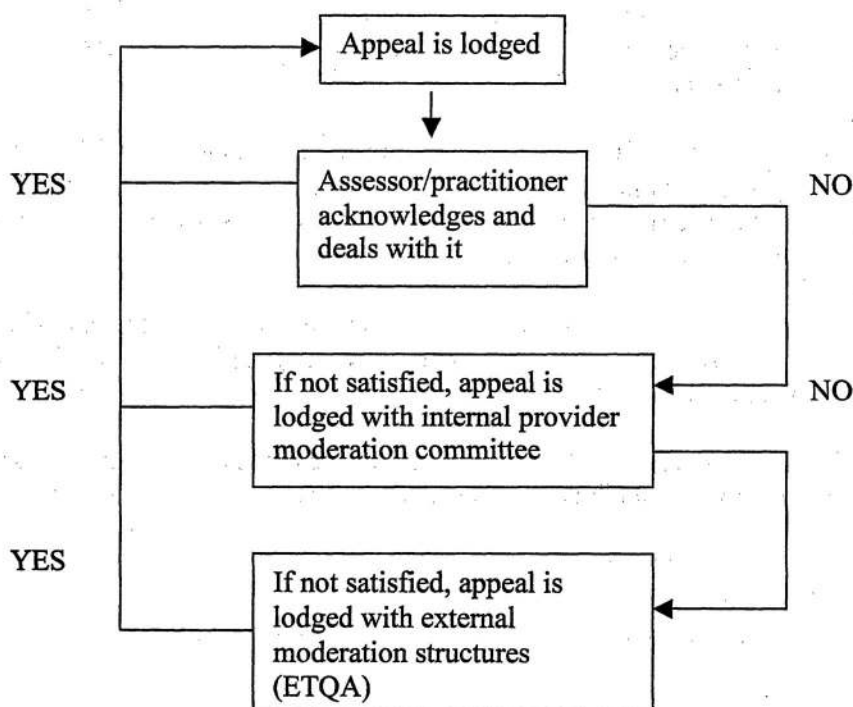 Appeal is lodged
YES
Assessor/practitioner
acknowledges and
deals with it
NO
YES
If not satisfied, appeal is
lodged with internal provider
moderation committee
NO
YES
If not satisfied, appeal is
lodged with external
moderation structures
(ETQA)